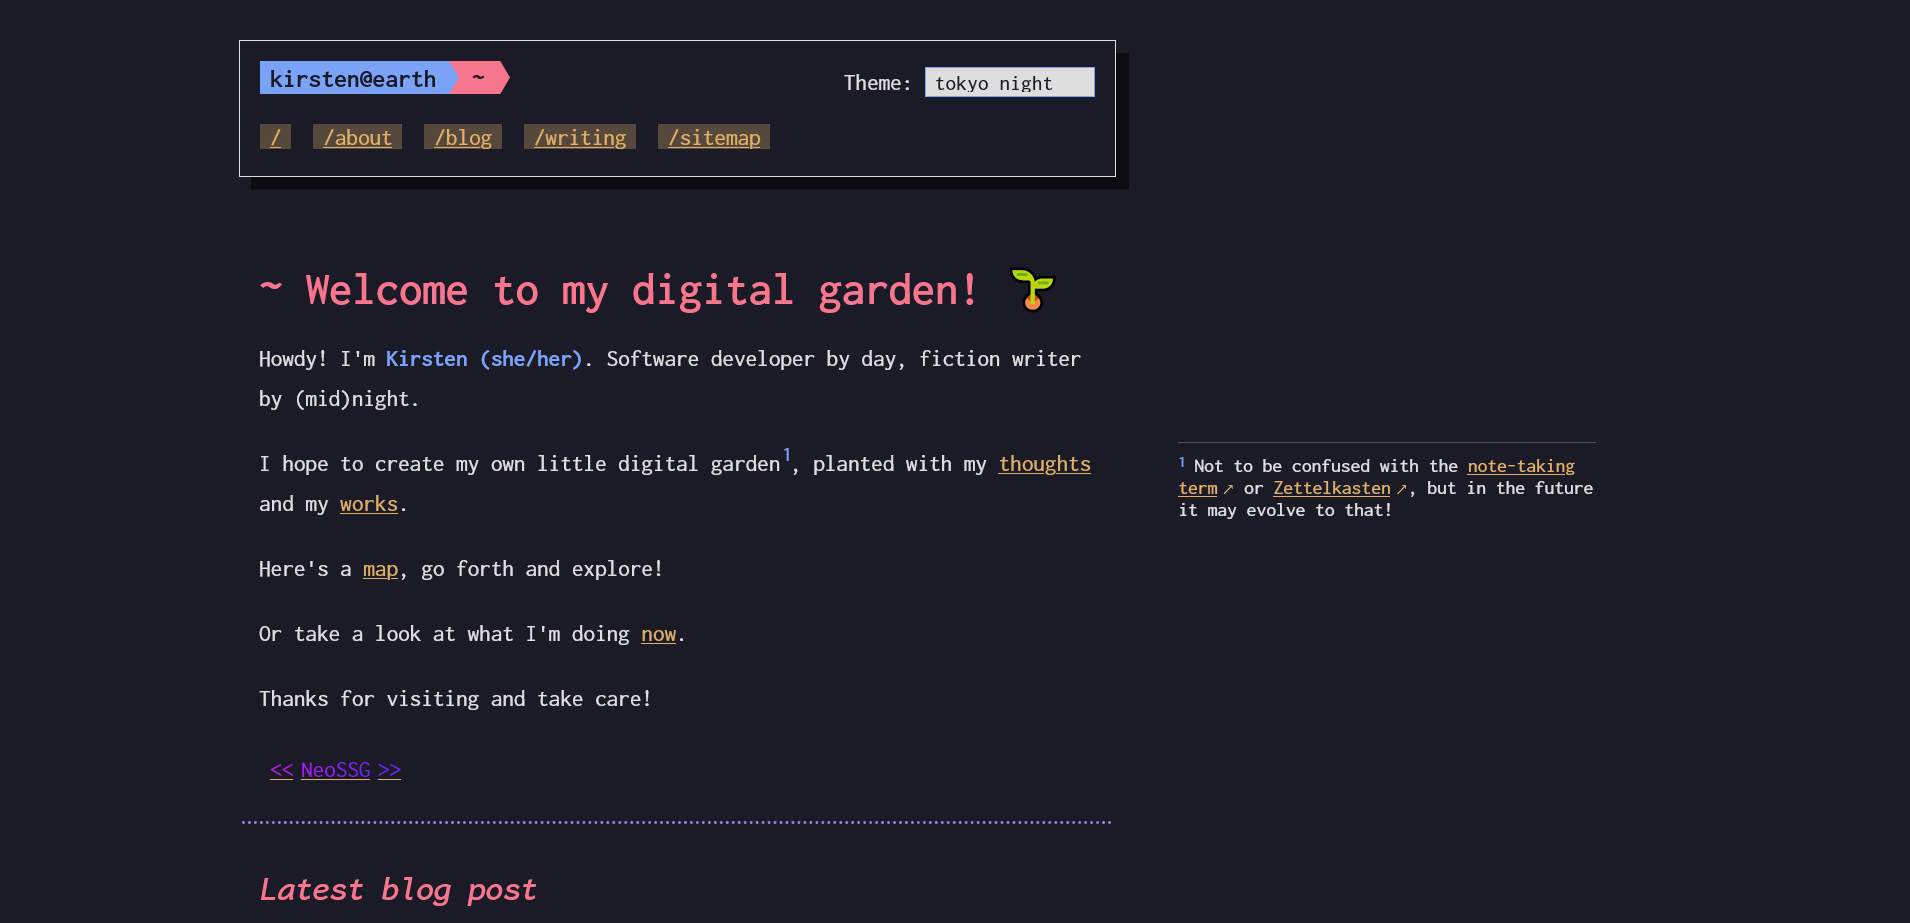 kirsten@earth ~
Theme: tokyo night
/ /about /blog /writing /sitemap
~ Welcome to my digital garden!
Howdy! I'm Kirsten (she/her). Software developer by day, fiction writer
by (mid)night.
I hope to create my own little digital garden1, planted with my thoughts
and my works.
1 Not to be confused with the note-taking
term ↗ or Zettelkasten ↗, but in the future
it may evolve to that!
Here's a map, go forth and explore!
Or take a look at what I'm doing now.
Thanks for visiting and take care!
<< NeoSSG >>
Latest blog post